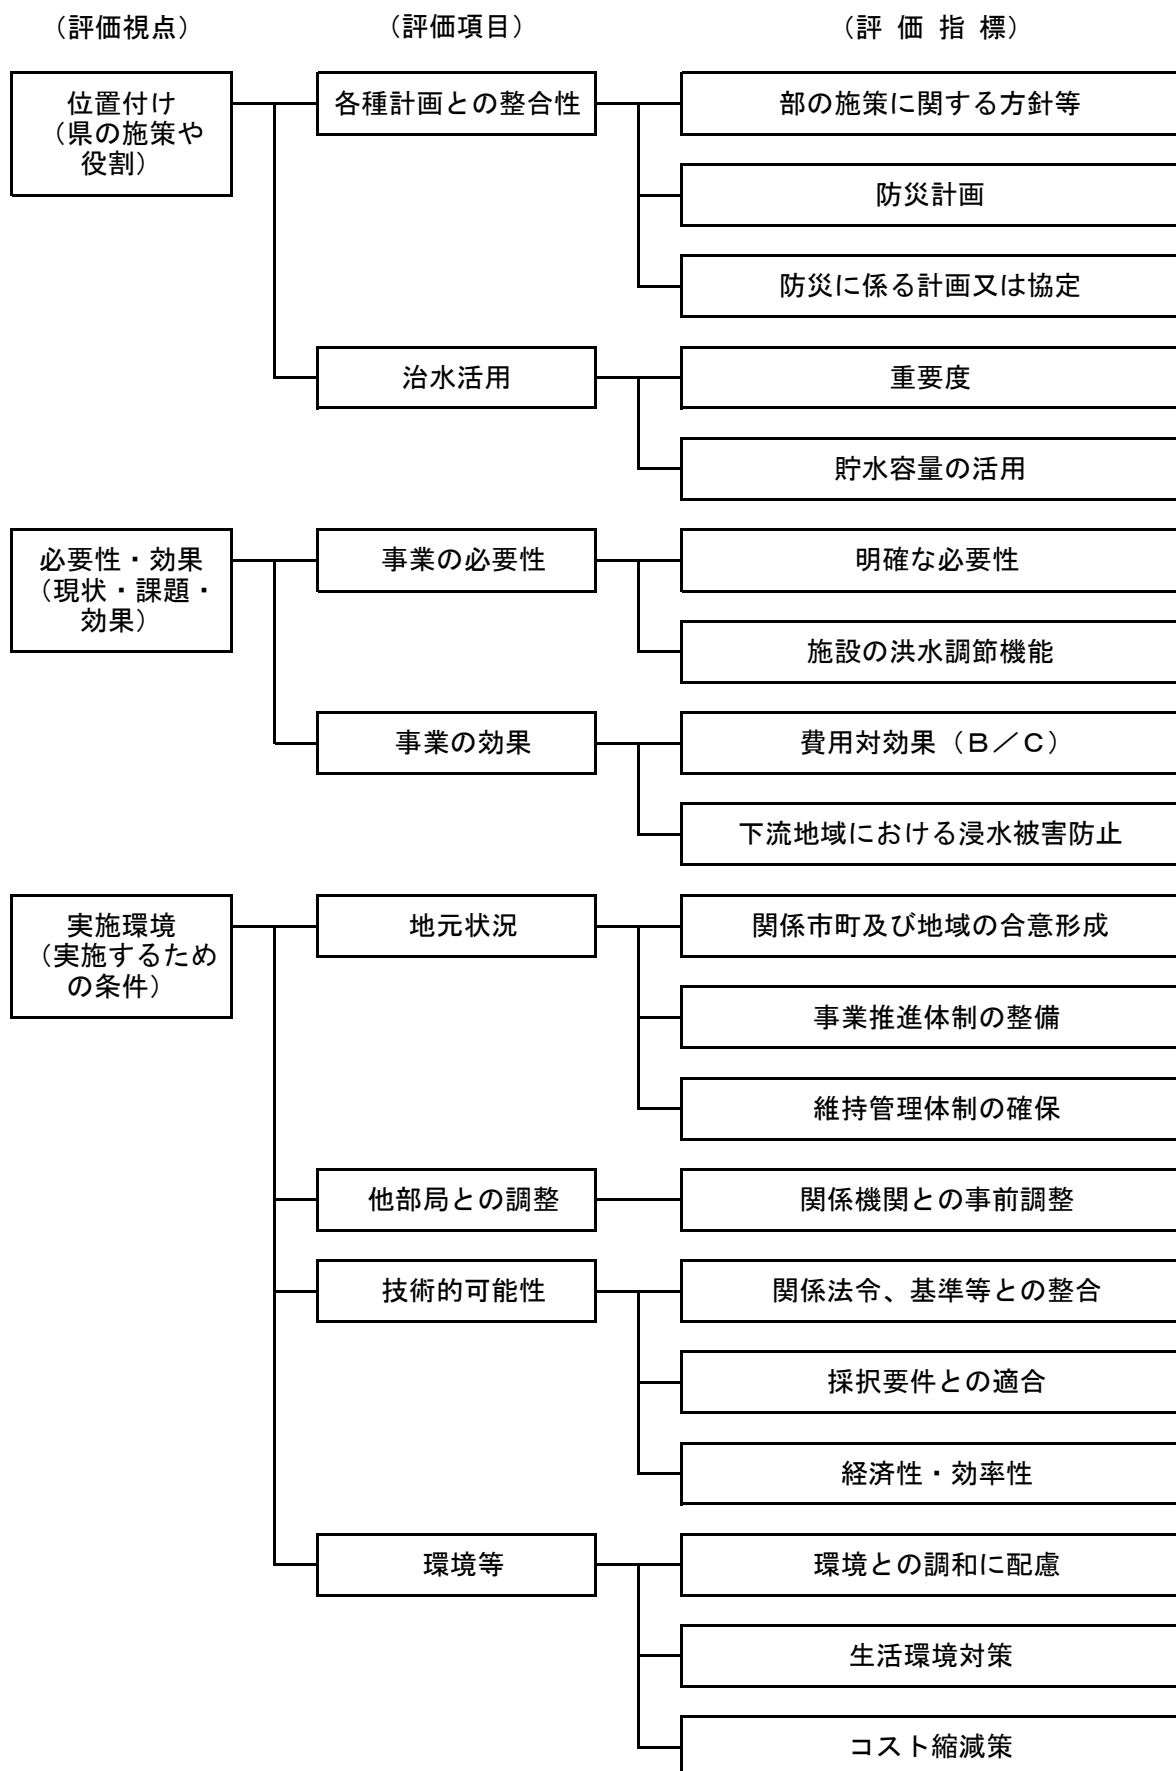 （評価視点）
（評価項目）
（評 価 指 標）
位置付け
（県の施策や
役割）
各種計画との整合性
部の施策に関する方針等
防災計画
防災に係る計画又は協定
治水活用
重要度
貯水容量の活用
必要性・効果
（現状・課題・
効果）
事業の必要性
明確な必要性
施設の洪水調節機能
事業の効果
費用対効果（Ｂ／Ｃ）
下流地域における浸水被害防止
実施環境
（実施するため
の条件）
地元状況
関係市町及び地域の合意形成
事業推進体制の整備
維持管理体制の確保
他部局との調整
関係機関との事前調整
技術的可能性
関係法令、基準等との整合
採択要件との適合
経済性・効率性
環境等
環境との調和に配慮
生活環境対策
コスト縮減策